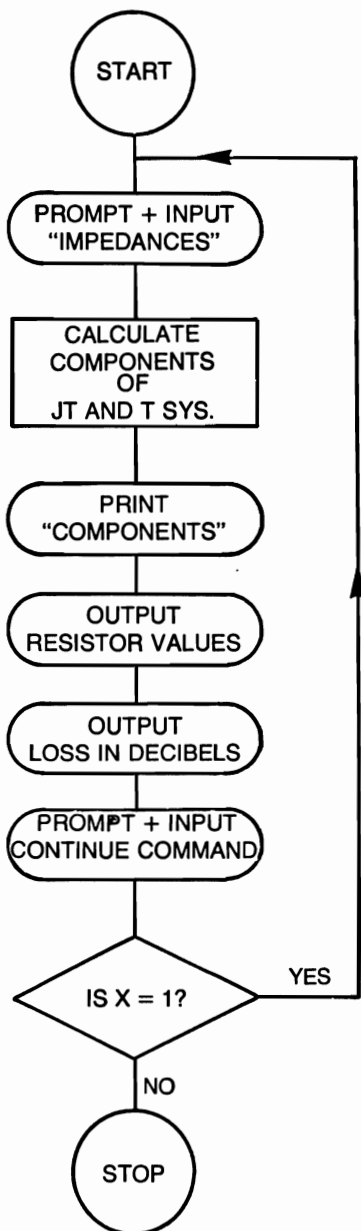 START
PROMPT + INPUT
“IMPEDANCES”
CALCULATE
COMPONENTS
OF
JT AND T SYS.
PRINT
“COMPONENTS”
OUTPUT
RESISTOR VALUES
OUTPUT
LOSS IN DECIBELS
PROMPT + INPUT
CONTINUE COMMAND
IS X = 1?
YES
NO
STOP